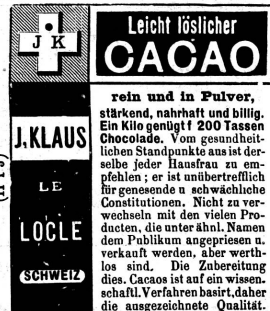 J K
J. KLAUS
LE
LOCLE
SCHWEIZ
Leicht löslicher
CACAO
rein und in Pulver,
stärkend, nahrhaft und billig.
Ein Kilo genügt f 200 Tassen
Chocolade. Vom gesundheit-
lichen Standpunkte aus ist der-
selbe jeder Hausfrau zu em-
pfehlen; er ist unübertrefflich
für genesende u schwächliche
Constitutionen. Nicht zu ver-
wechseln mit den vielen Pro-
ducten, die unter ähnl. Namen
dem Publikum angepriesen u.
verkauft werden, aber werth-
los sind. Die Zubereitung
dies. Cacaos ist auf ein wissen-
schaftl. Verfahren basirt, daher
die ausgezeichnete Qualität.